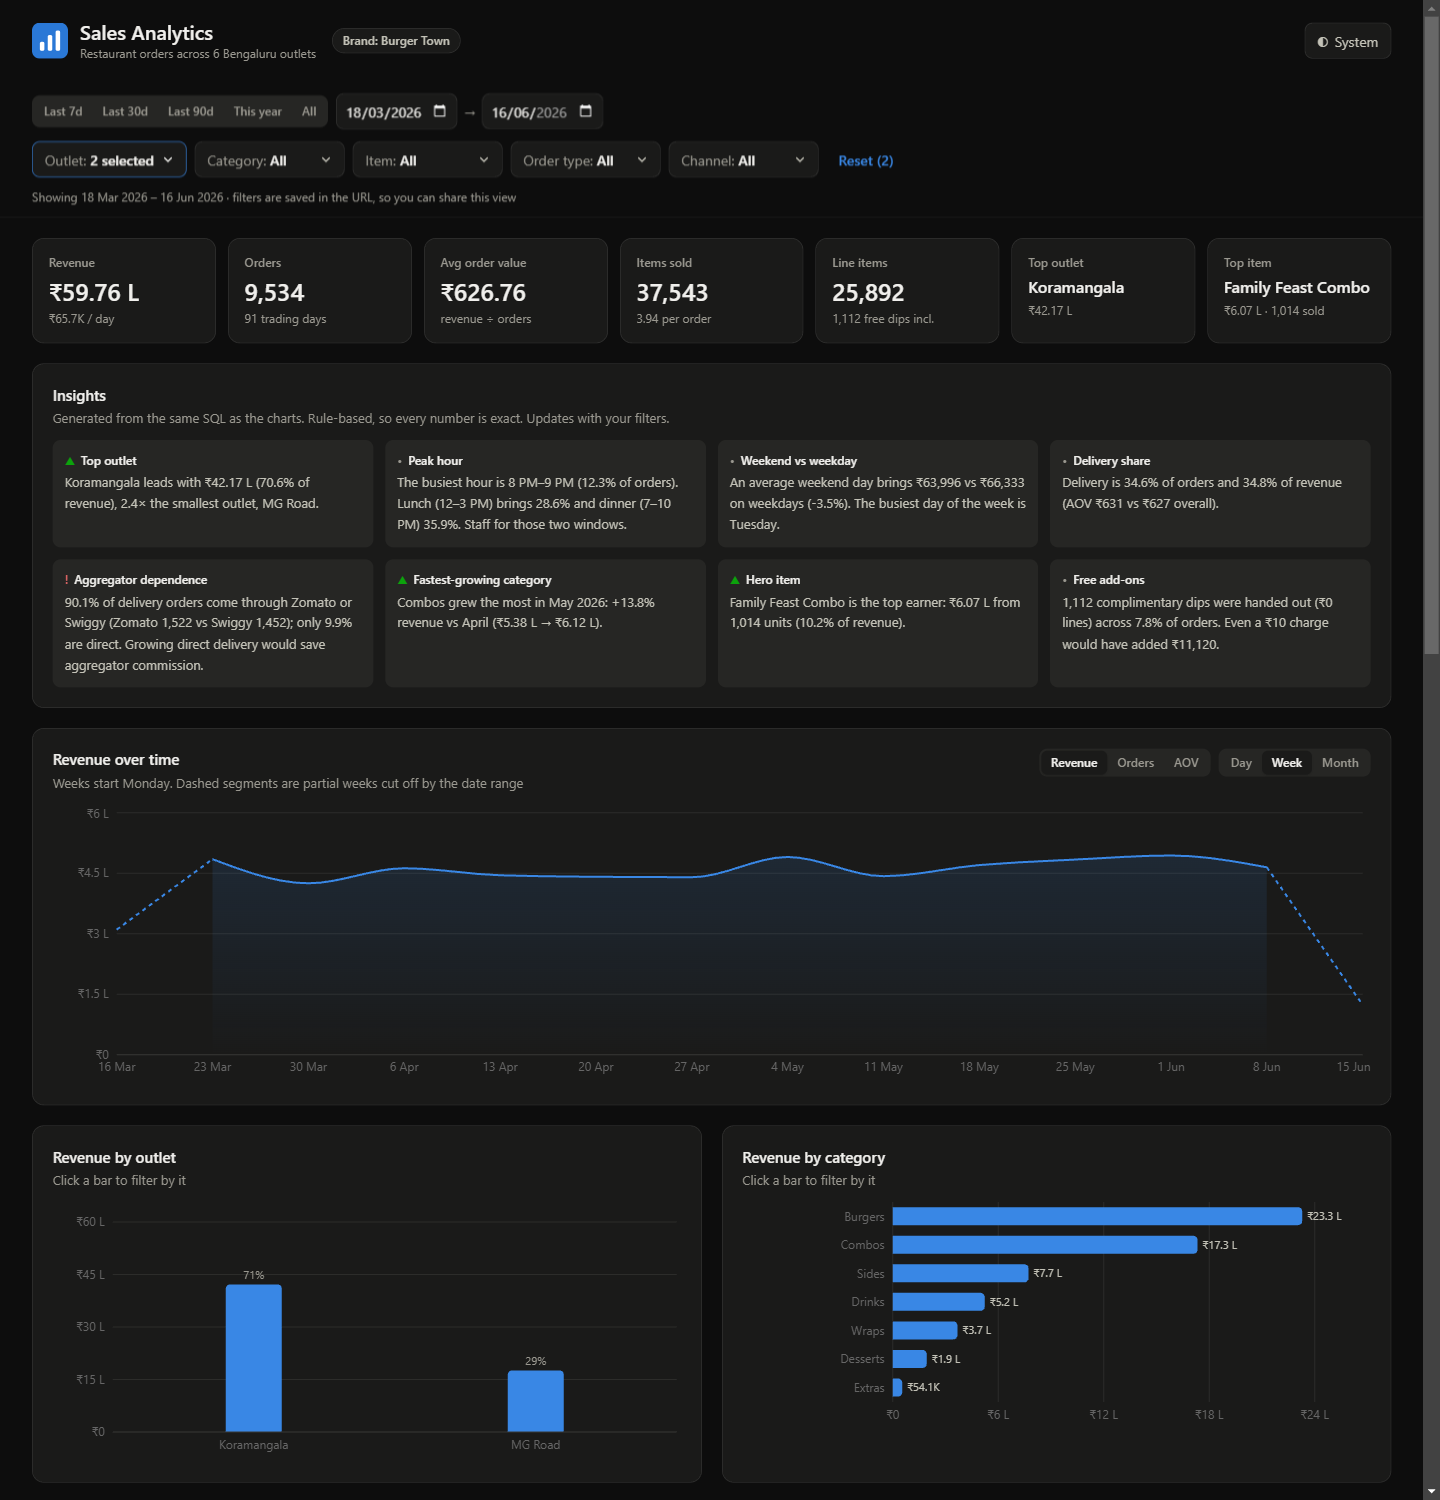 Sales Analytics
Restaurant orders across 6 Bengaluru outlets
Brand: Burger Town
System
Last 7d Last 30d Last 90d This year All
18/03/2026 → 16/06/2026
Outlet: 2 selected
Category: All
Item: All
Order type: All
Channel: All
Reset (2)
Showing 18 Mar 2026 – 16 Jun 2026 · filters are saved in the URL, so you can share this view
Revenue
₹59.76 L
₹65.7K / day
Orders
9,534
91 trading days
Avg order value
₹626.76
revenue ÷ orders
Items sold
37,543
3.94 per order
Line items
25,892
1,112 free dips incl.
Top outlet
Koramangala
₹42.17 L
Top item
Family Feast Combo
₹6.07 L · 1,014 sold
Insights
Generated from the same SQL as the charts. Rule-based, so every number is exact. Updates with your filters.
▲ Top outlet
Koramangala leads with ₹42.17 L (70.6% of
revenue), 2.4× the smallest outlet, MG Road.
• Peak hour
The busiest hour is 8 PM–9 PM (12.3% of orders).
Lunch (12–3 PM) brings 28.6% and dinner (7–10
PM) 35.9%. Staff for those two windows.
• Weekend vs weekday
An average weekend day brings ₹63,996 vs ₹66,333
on weekdays (-3.5%). The busiest day of the week is
Tuesday.
• Delivery share
Delivery is 34.6% of orders and 34.8% of revenue
(AOV ₹631 vs ₹627 overall).
! Aggregator dependence
90.1% of delivery orders come through Zomato or
Swiggy (Zomato 1,522 vs Swiggy 1,452); only 9.9%
are direct. Growing direct delivery would save
aggregator commission.
▲ Fastest-growing category
Combos grew the most in May 2026: +13.8%
revenue vs April (₹5.38 L → ₹6.12 L).
▲ Hero item
Family Feast Combo is the top earner: ₹6.07 L from
1,014 units (10.2% of revenue).
• Free add-ons
1,112 complimentary dips were handed out (₹0
lines) across 7.8% of orders. Even a ₹10 charge
would have added ₹11,120.
Revenue over time
Weeks start Monday. Dashed segments are partial weeks cut off by the date range
Revenue Orders AOV
Day Week Month
₹6 L
₹4.5 L
₹3 L
₹1.5 L
₹0
16 Mar 23 Mar 30 Mar 6 Apr 13 Apr 20 Apr 27 Apr 4 May 11 May 18 May 25 May 1 Jun 8 Jun 15 Jun
Revenue by outlet
Click a bar to filter by it
₹60 L
₹45 L
₹30 L
₹15 L
₹0
71%
29%
Koramangala MG Road
Revenue by category
Click a bar to filter by it
Burgers ₹23.3 L
Combos ₹17.3 L
Sides ₹7.7 L
Drinks ₹5.2 L
Wraps ₹3.7 L
Desserts ₹1.9 L
Extras ₹54.1K
₹0 ₹6 L ₹12 L ₹18 L ₹24 L